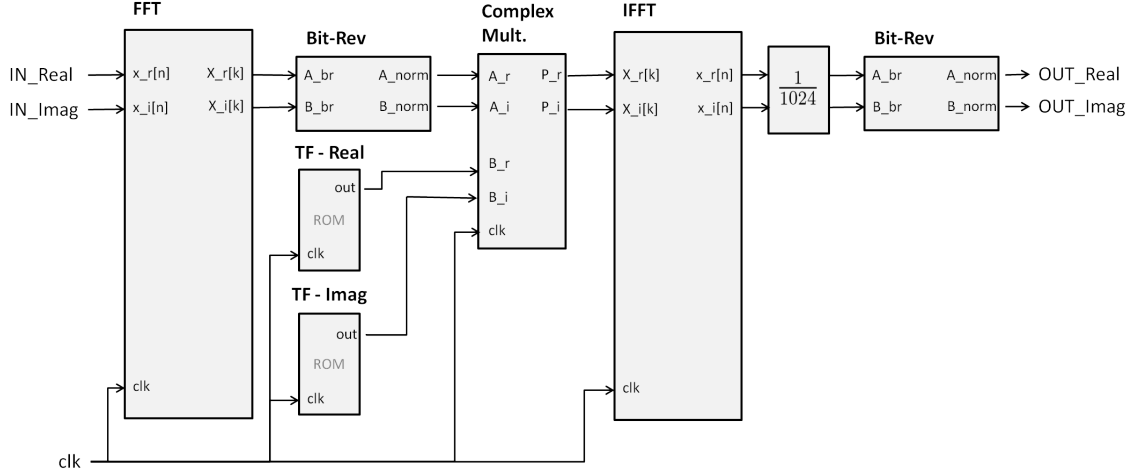 FFT
Complex
Mult.
IFFT
Bit-Rev
Bit-Rev
IN_Real
x_r[n]
X_r[k]
A_br
A_norm
A_r
P_r
X_r[k]
x_r[n]
1
1024
A_br
A_norm
OUT_Real
IN_Imag
x_i[n]
X_i[k]
B_br
B_norm
A_i
P_i
X_i[k]
x_i[n]
B_br
B_norm
OUT_Imag
TF - Real
out
ROM
clk
B_r
B_i
clk
TF - Imag
out
ROM
clk
clk
clk
clk